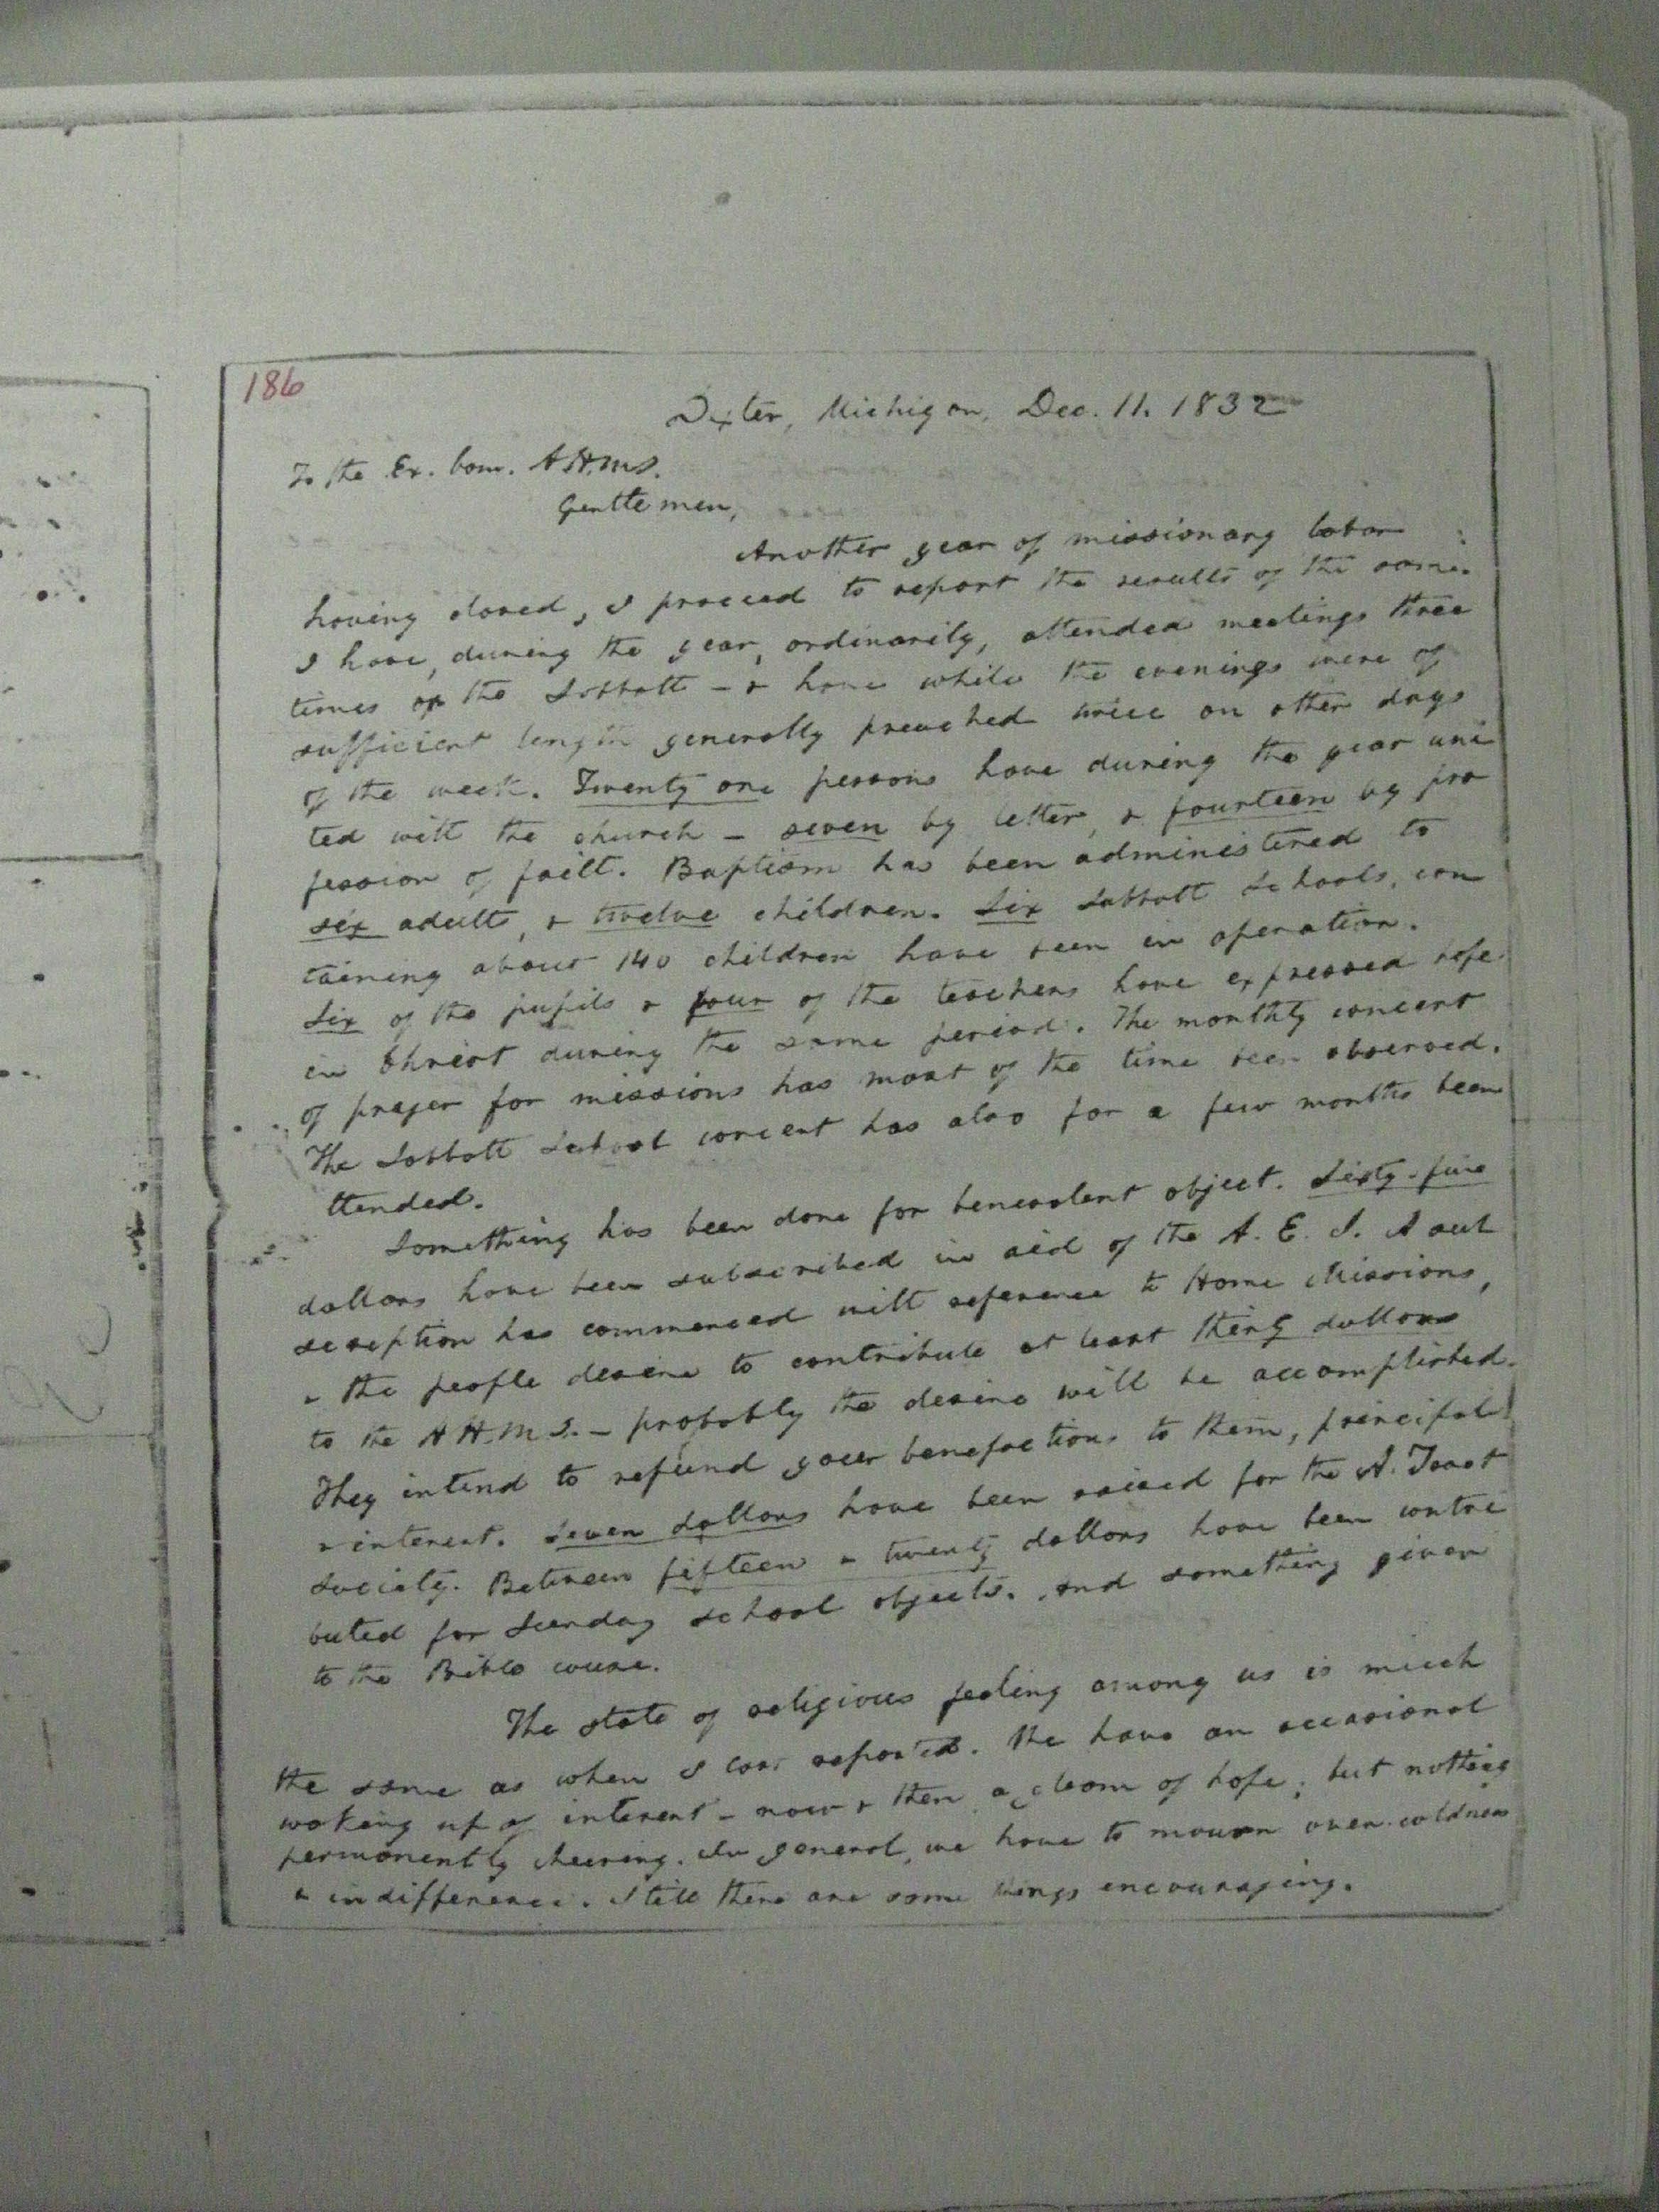 186
Dexter, Michigan, Dec. 11. 1832
To the Ex. Com. A.H.M.S.
Gentlemen,
Another year of missionary labor
having closed, I proceed to report the results of the same.
I have, during the year, ordinarily, attended meetings three
times on the Sabbath – & have while the evenings were of
sufficient length generally preached twice on other days
of the week. Twenty one persons have during the year uni
ted with the church – seven by letter, & fourteen by pro
fession of faith. Baptism has been administered to
six adults, & twelve children. Six Sabbath Schools, con
taining about 140 children have been in operation.
Six of the pupils & four of the teachers have expressed hope
in Christ during the same period. The monthly concert
of prayer for missions has most of the time been observed.
The Sabbath School concert has also for a few months been
ttended.
Something has been done for benevolent object. Sixty-five
dollars have been subscribed in aid of the A. E. S. A sub
scription has commenced with reference to Home Missions,
& the people desire to contribute at least thirty dollars
to the A H.M.S. – probably the desire will be accomplished.
They intend to refund your benefactions to them, principal
& interest. Seven dollars have been raised for the A. Tract
Society. Between fifteen & twenty dollars have been contri
buted for Sunday School objects. And something given
to the Bible cause.
The state of religious feeling among us is much
the same as when I last reported. We have an occasional
waking up of interest – now & then a gleam of hope; but nothing
permanently cheering. In general, we have to mourn over coldness
& indifference. Still there are some things encouraging.